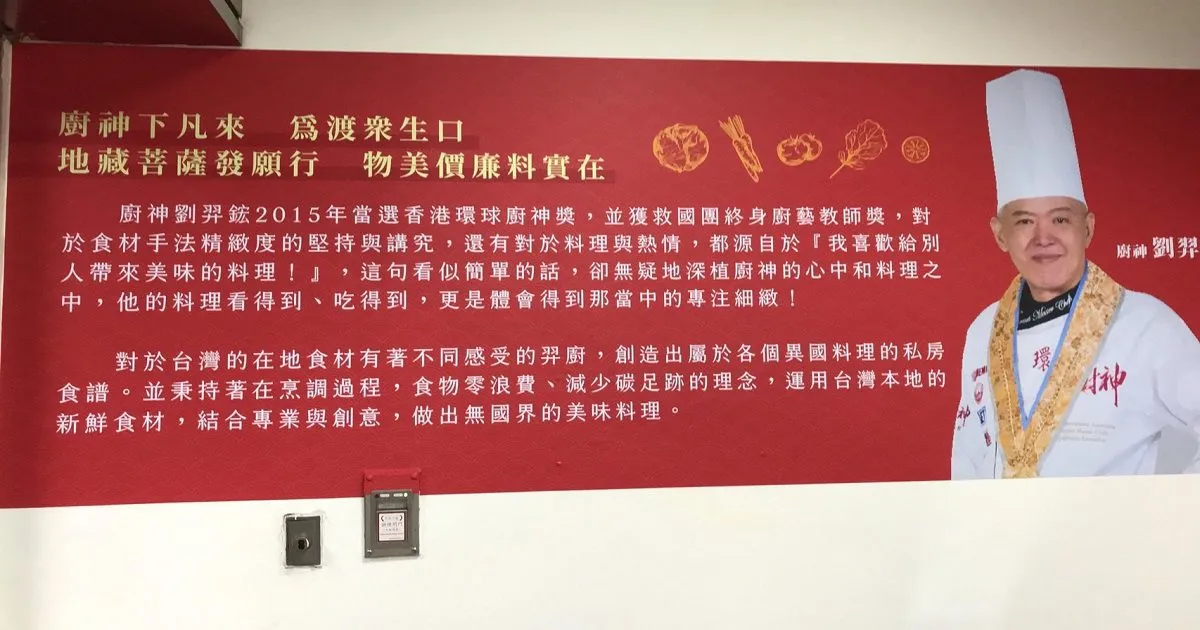 廚神下凡來　為渡衆生口
地藏菩薩發願行　物美價廉料實在
廚神劉羿鋐2015年當選香港環球廚神獎，並獲救國團終身廚藝教師獎，對
於食材手法精緻度的堅持與講究，還有對於料理與熱情，都源自於『我喜歡給別
人帶來美味的料理！』，這句看似簡單的話，卻無疑地深植廚神的心中和料理之
中，他的料理看得到、吃得到，更是體會得到那當中的專注細緻！
對於台灣的在地食材有著不同感受的羿廚，創造出屬於各個異國料理的私房
食譜。並秉持著在烹調過程，食物零浪費、減少碳足跡的理念，運用台灣本地的
新鮮食材，結合專業與創意，做出無國界的美味料理。
廚神 劉羿
環
廚神